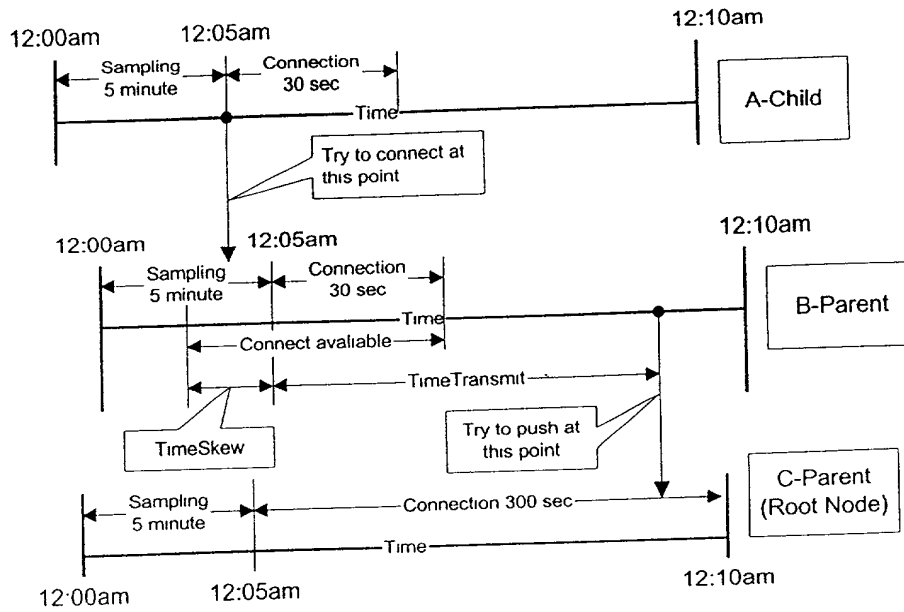 12:00am
12:05am
12:10am
Sampling
5 minute
Connection
30 sec
Time
A-Child
Try to connect at
this point
12:00am
12:05am
12:10am
Sampling
5 minute
Connection
30 sec
Time
B-Parent
Connect avaliable
TimeTransmit
TimeSkew
Try to push at
this point
C-Parent
(Root Node)
Sampling
5 minute
Connection 300 sec
Time
12:00am
12:05am
12:10am